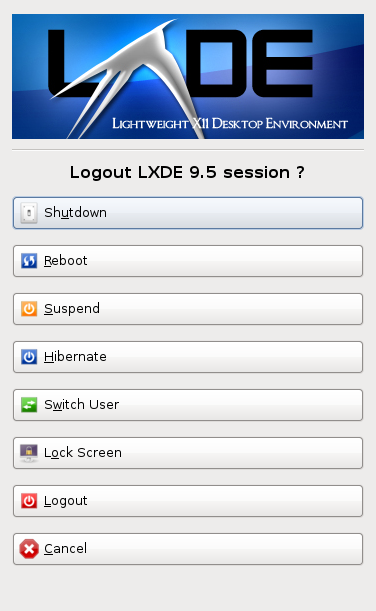 LXDE
Lightweight X11 Desktop Environment
Logout LXDE 9.5 session ?
Shutdown
Reboot
Suspend
Hibernate
Switch User
Lock Screen
Logout
Cancel